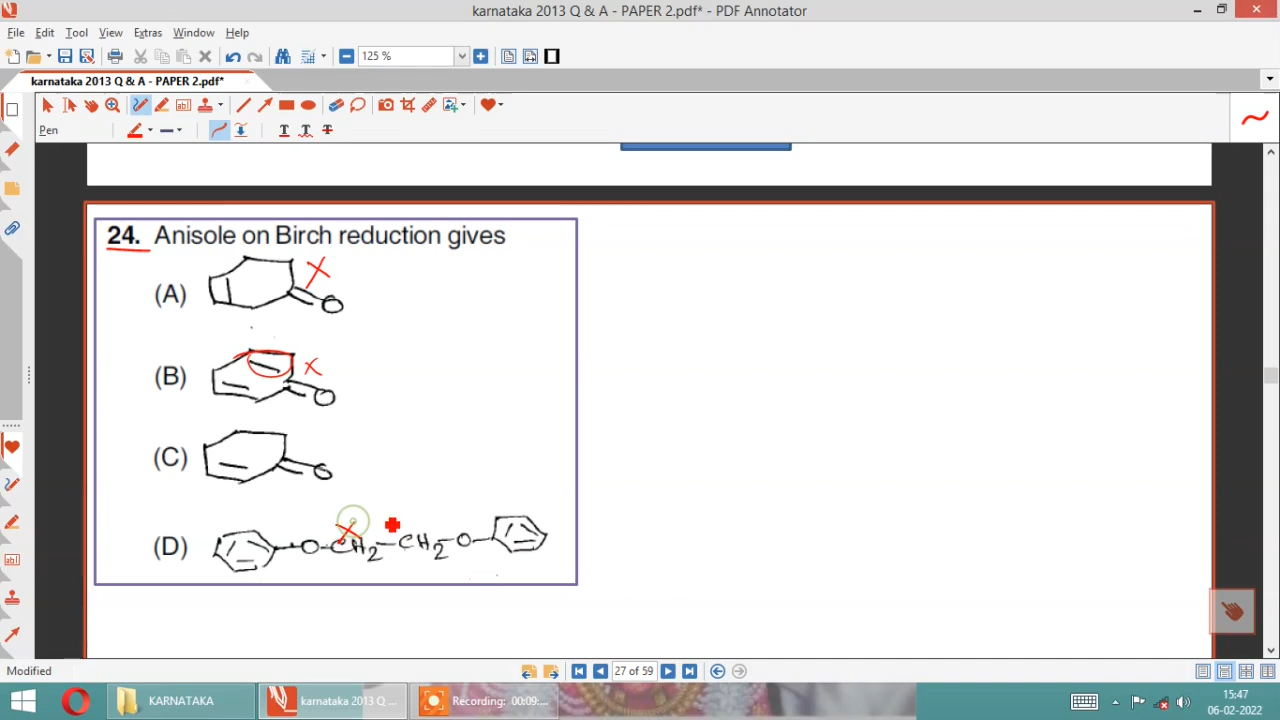 karnataka 2013 Q & A - PAPER 2.pdf* - PDF Annotator
File Edit Tool View Extras Window Help
125 %
karnataka 2013 Q & A - PAPER 2.pdf*
Pen
T T T
24. Anisole on Birch reduction gives
(A) O
(B) O
(C) O
(D) O-CH2-CH2-O
Modified
27 of 59
KARNATAKA
karnataka 2013 Q ...
Recording: 00:09:...
15:47
06-02-2022